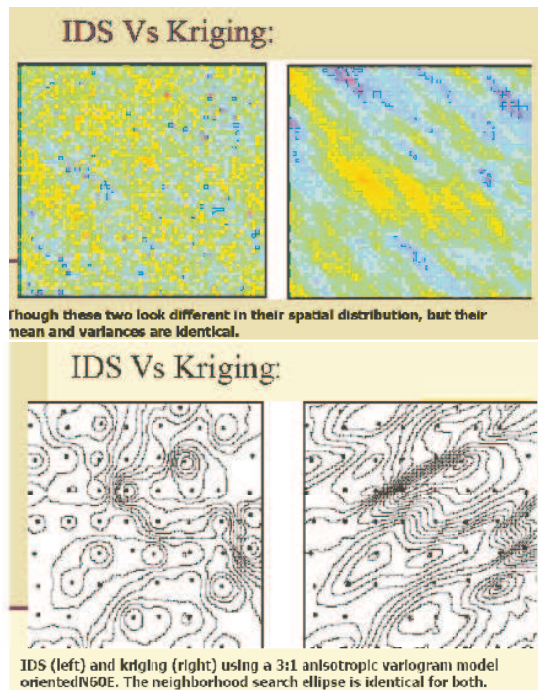 IDS Vs Kriging:
Though these two look different in their spatial distribution, but their
mean and variances are identical.
IDS Vs Kriging:
IDS (left) and kriging (right) using a 3:1 anisotropic variogram model
orientedN60E. The neighborhood search ellipse is identical for both.